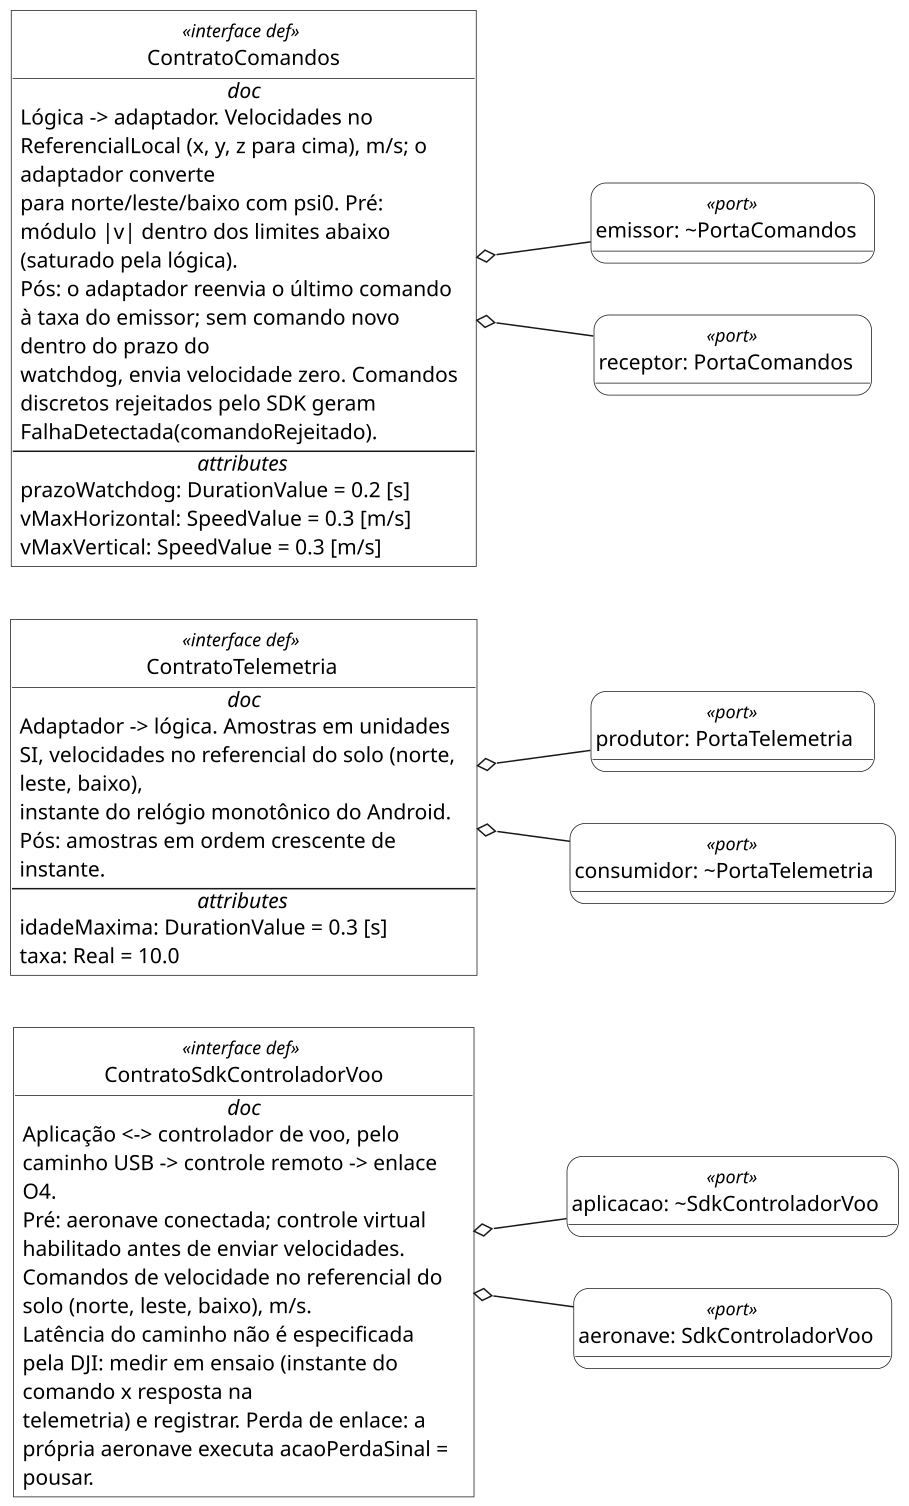 «interface def»
ContratoComandos
doc
Lógica -> adaptador. Velocidades no
ReferencialLocal (x, y, z para cima), m/s; o
adaptador converte
para norte/leste/baixo com psi0. Pré:
módulo |v| dentro dos limites abaixo
(saturado pela lógica).
Pós: o adaptador reenvia o último comando
à taxa do emissor; sem comando novo
dentro do prazo do
watchdog, envia velocidade zero. Comandos
discretos rejeitados pelo SDK geram
FalhaDetectada(comandoRejeitado).
attributes
prazoWatchdog: DurationValue = 0.2 [s]
vMaxHorizontal: SpeedValue = 0.3 [m/s]
vMaxVertical: SpeedValue = 0.3 [m/s]
«port»
emissor: ~PortaComandos
«port»
receptor: PortaComandos
«interface def»
ContratoTelemetria
doc
Adaptador -> lógica. Amostras em unidades
SI, velocidades no referencial do solo (norte,
leste, baixo),
instante do relógio monotônico do Android.
Pós: amostras em ordem crescente de
instante.
attributes
idadeMaxima: DurationValue = 0.3 [s]
taxa: Real = 10.0
«port»
produtor: PortaTelemetria
«port»
consumidor: ~PortaTelemetria
«interface def»
ContratoSdkControladorVoo
doc
Aplicação <-> controlador de voo, pelo
caminho USB -> controle remoto -> enlace
O4.
Pré: aeronave conectada; controle virtual
habilitado antes de enviar velocidades.
Comandos de velocidade no referencial do
solo (norte, leste, baixo), m/s.
Latência do caminho não é especificada
pela DJI: medir em ensaio (instante do
comando x resposta na
telemetria) e registrar. Perda de enlace: a
própria aeronave executa acaoPerdaSinal =
pousar.
«port»
aplicacao: ~SdkControladorVoo
«port»
aeronave: SdkControladorVoo